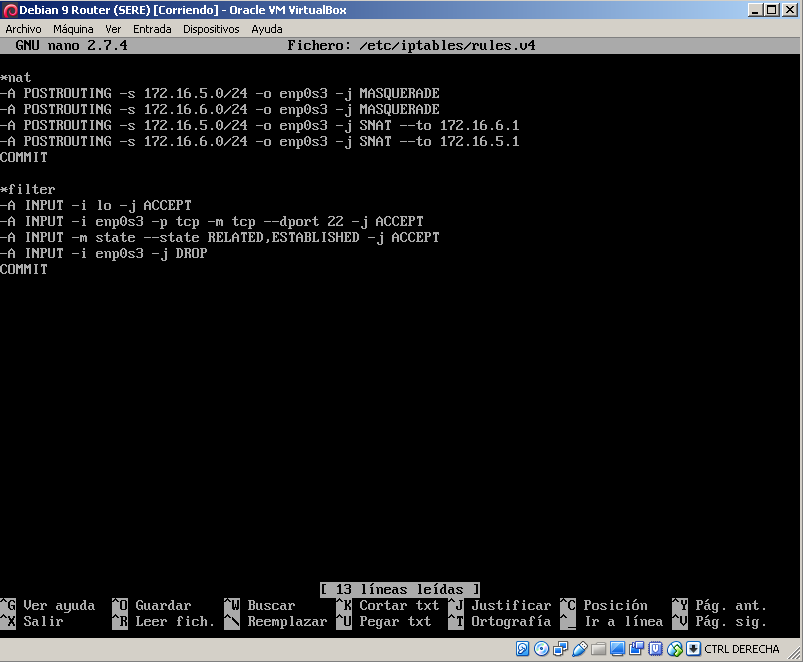 Debian 9 Router (SERE) [Corriendo] - Oracle VM VirtualBox
Archivo Máquina Ver Entrada Dispositivos Ayuda
GNU nano 2.7.4 Fichero: /etc/iptables/rules.v4
*nat
-A POSTROUTING -s 172.16.5.0/24 -o enp0s3 -j MASQUERADE
-A POSTROUTING -s 172.16.6.0/24 -o enp0s3 -j MASQUERADE
-A POSTROUTING -s 172.16.5.0/24 -o enp0s3 -j SNAT --to 172.16.6.1
-A POSTROUTING -s 172.16.6.0/24 -o enp0s3 -j SNAT --to 172.16.5.1
COMMIT
*filter
-A INPUT -i lo -j ACCEPT
-A INPUT -i enp0s3 -p tcp -m tcp --dport 22 -j ACCEPT
-A INPUT -m state --state RELATED,ESTABLISHED -j ACCEPT
-A INPUT -i enp0s3 -j DROP
COMMIT
[ 13 líneas leídas ]
^G Ver ayuda ^O Guardar ^W Buscar ^K Cortar txt ^J Justificar ^C Posición ^Y Pág. ant.
^X Salir ^R Leer fich. ^\ Reemplazar ^U Pegar txt ^T Ortografía ^_ Ir a línea ^V Pág. sig.
CTRL DERECHA